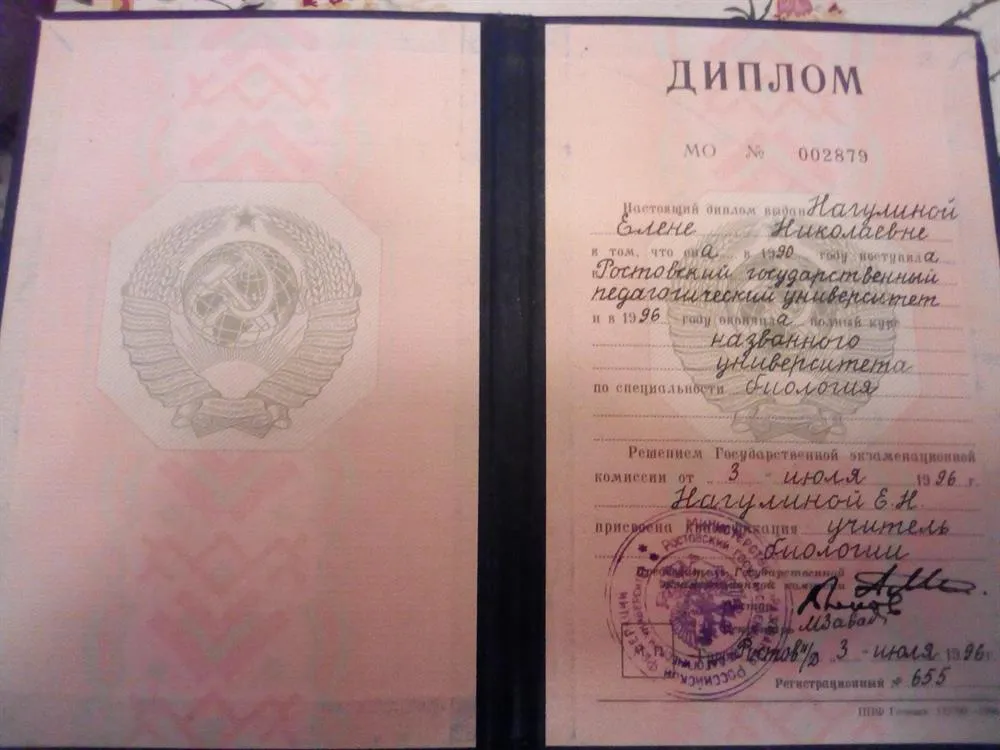 ДИПЛОМ
МО № 002879
Настоящий диплом выдан Нагулиной
Елене Николаевне
в том, что она в 1990 году поступила
в Ростовский государственный
педагогический университет
и в 1996 году окончила полный курс
названного
университета
по специальности биология
Решением Государственной экзаменационной
комиссии от 3 - июля 1996 г.
Нагулиной Е.Н.
присвоена квалификация учитель
биологии
Председатель Государственной
экзаменационной комиссии
Ректор
Секретарь
Город Ростов н/Д 3 - июля 1996 г.
Регистрационный № 655